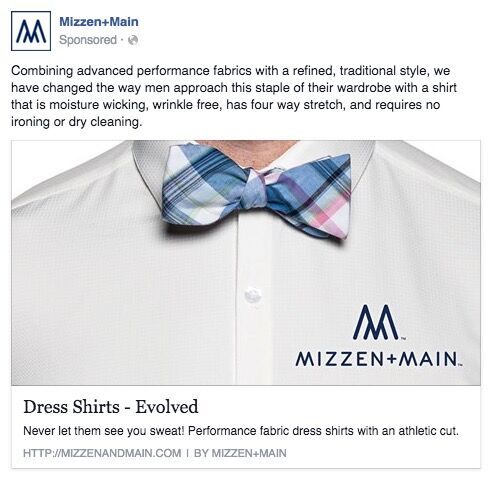 Mizzen+Main
Sponsored ·
Combining advanced performance fabrics with a refined, traditional style, we
have changed the way men approach this staple of their wardrobe with a shirt
that is moisture wicking, wrinkle free, has four way stretch, and requires no
ironing or dry cleaning.
MIZZEN+MAIN™
Dress Shirts - Evolved
Never let them see you sweat! Performance fabric dress shirts with an athletic cut.
HTTP://MIZZENANDMAIN.COM | BY MIZZEN+MAIN